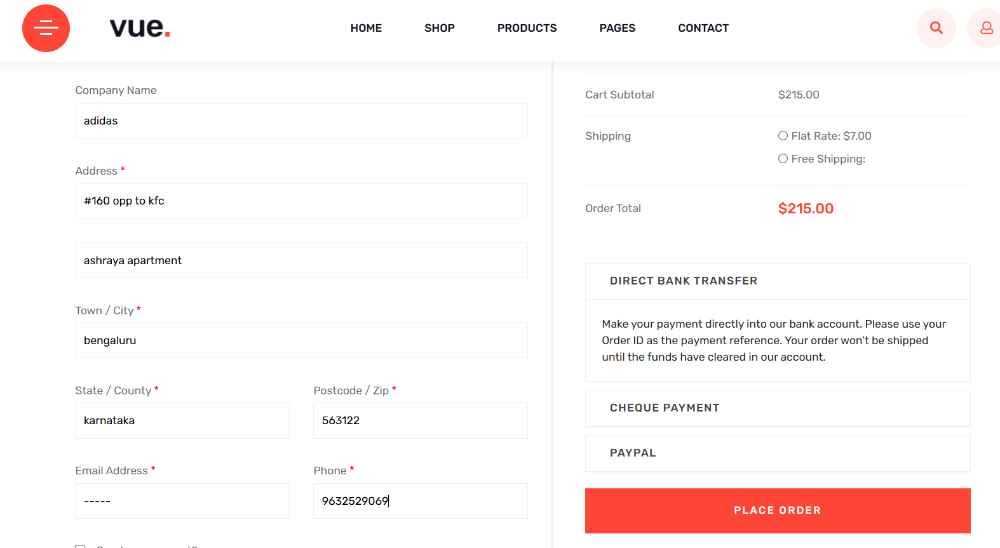 vue.
HOME SHOP PRODUCTS PAGES CONTACT
Company Name
adidas
Address *
#160 opp to kfc
ashraya apartment
Town / City *
bengaluru
State / County * Postcode / Zip *
karnataka 563122
Email Address * Phone *
----- 9632529069
Cart Subtotal $215.00
Shipping Flat Rate: $7.00
Free Shipping:
Order Total $215.00
DIRECT BANK TRANSFER
Make your payment directly into our bank account. Please use your
Order ID as the payment reference. Your order won’t be shipped
until the funds have cleared in our account.
CHEQUE PAYMENT
PAYPAL
PLACE ORDER